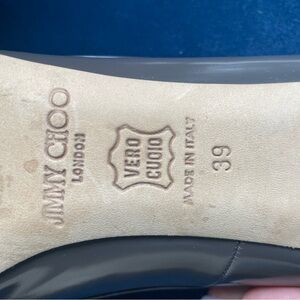 JIMMY CHOO
LONDON
VERO
CUOIO
MADE IN ITALY
39